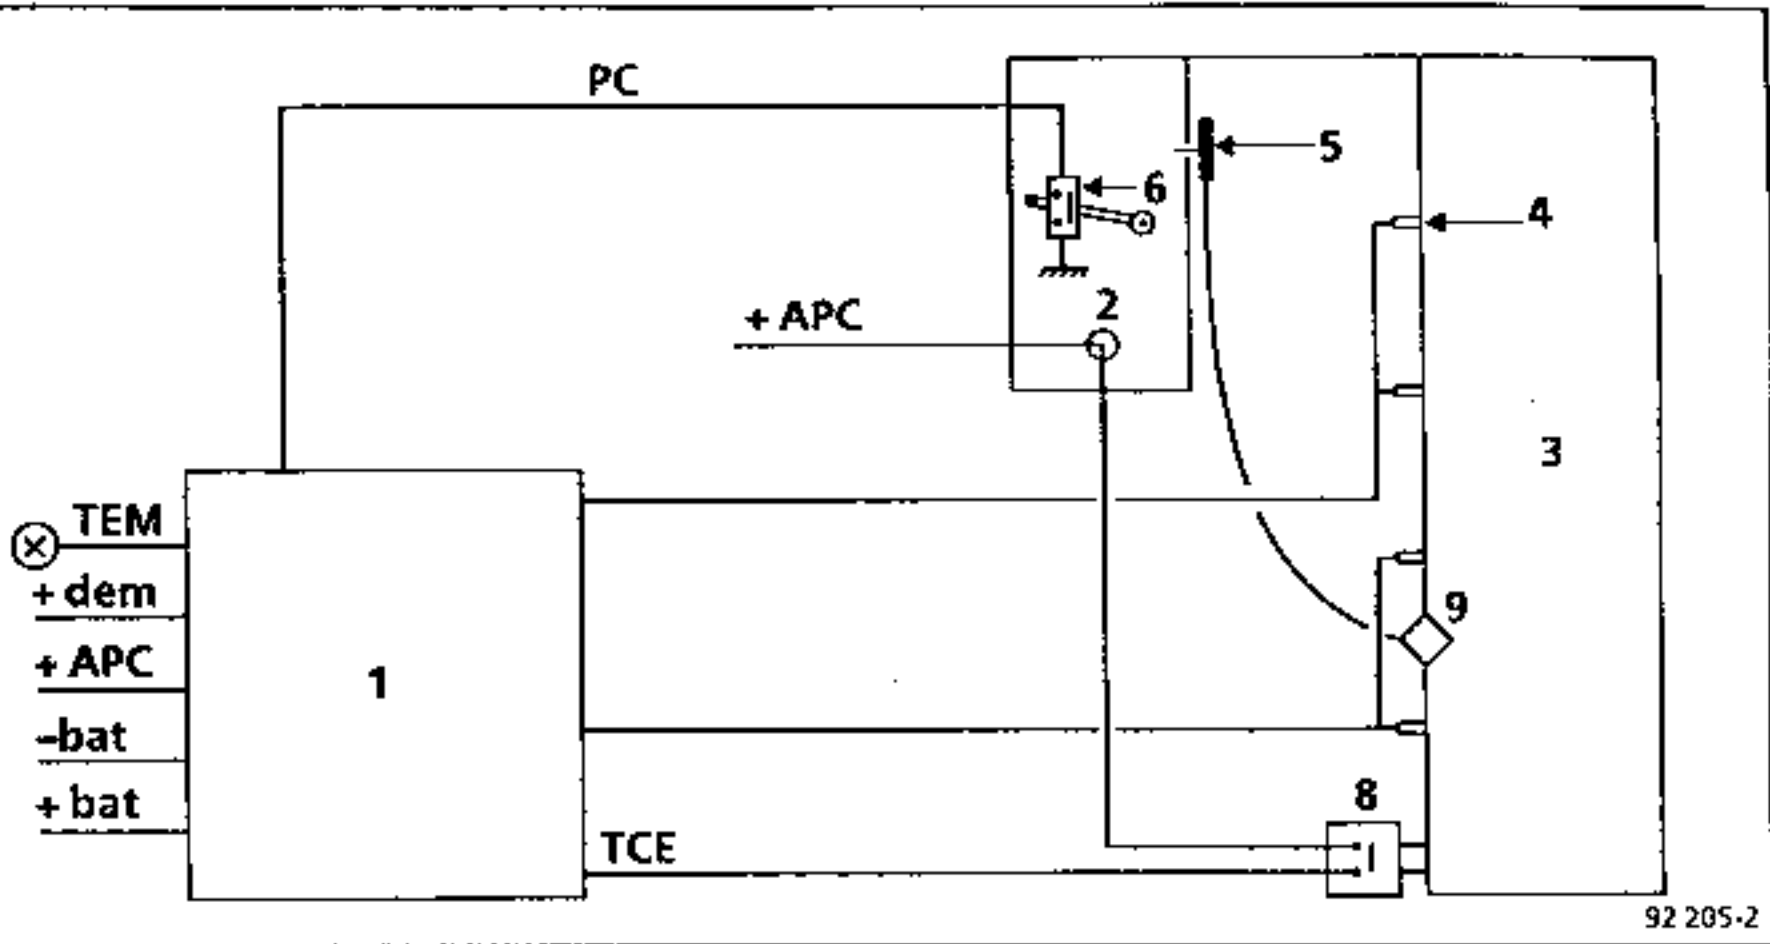 PC
5
6
4
+ APC
2
3
TEM
+ dem
9
+ APC
1
–bat
+ bat
8
TCE
92 205-2